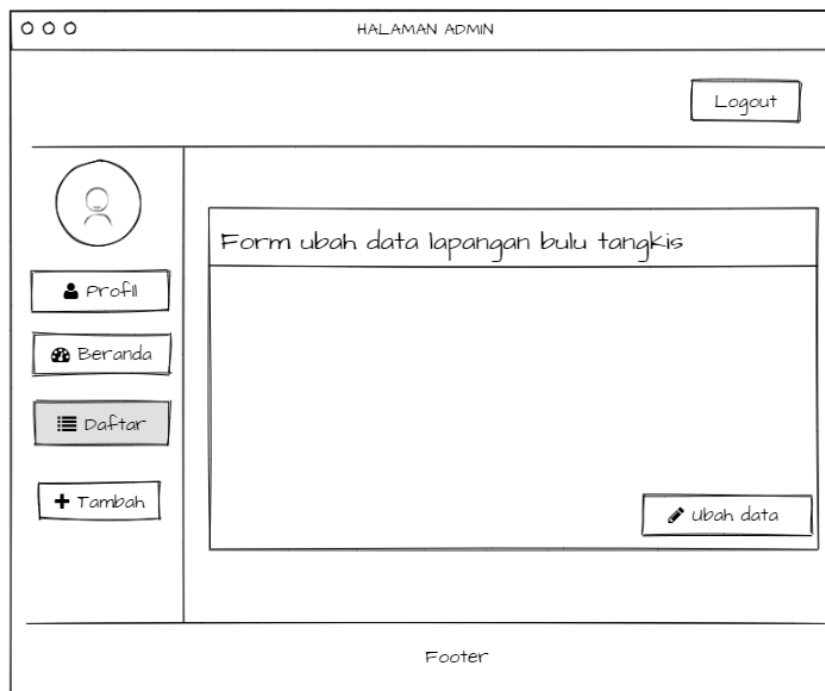 HALAMAN ADMIN
Logout
Profil
Beranda
Daftar
Tambah
Form ubah data lapangan bulu tangkis
Ubah data
Footer